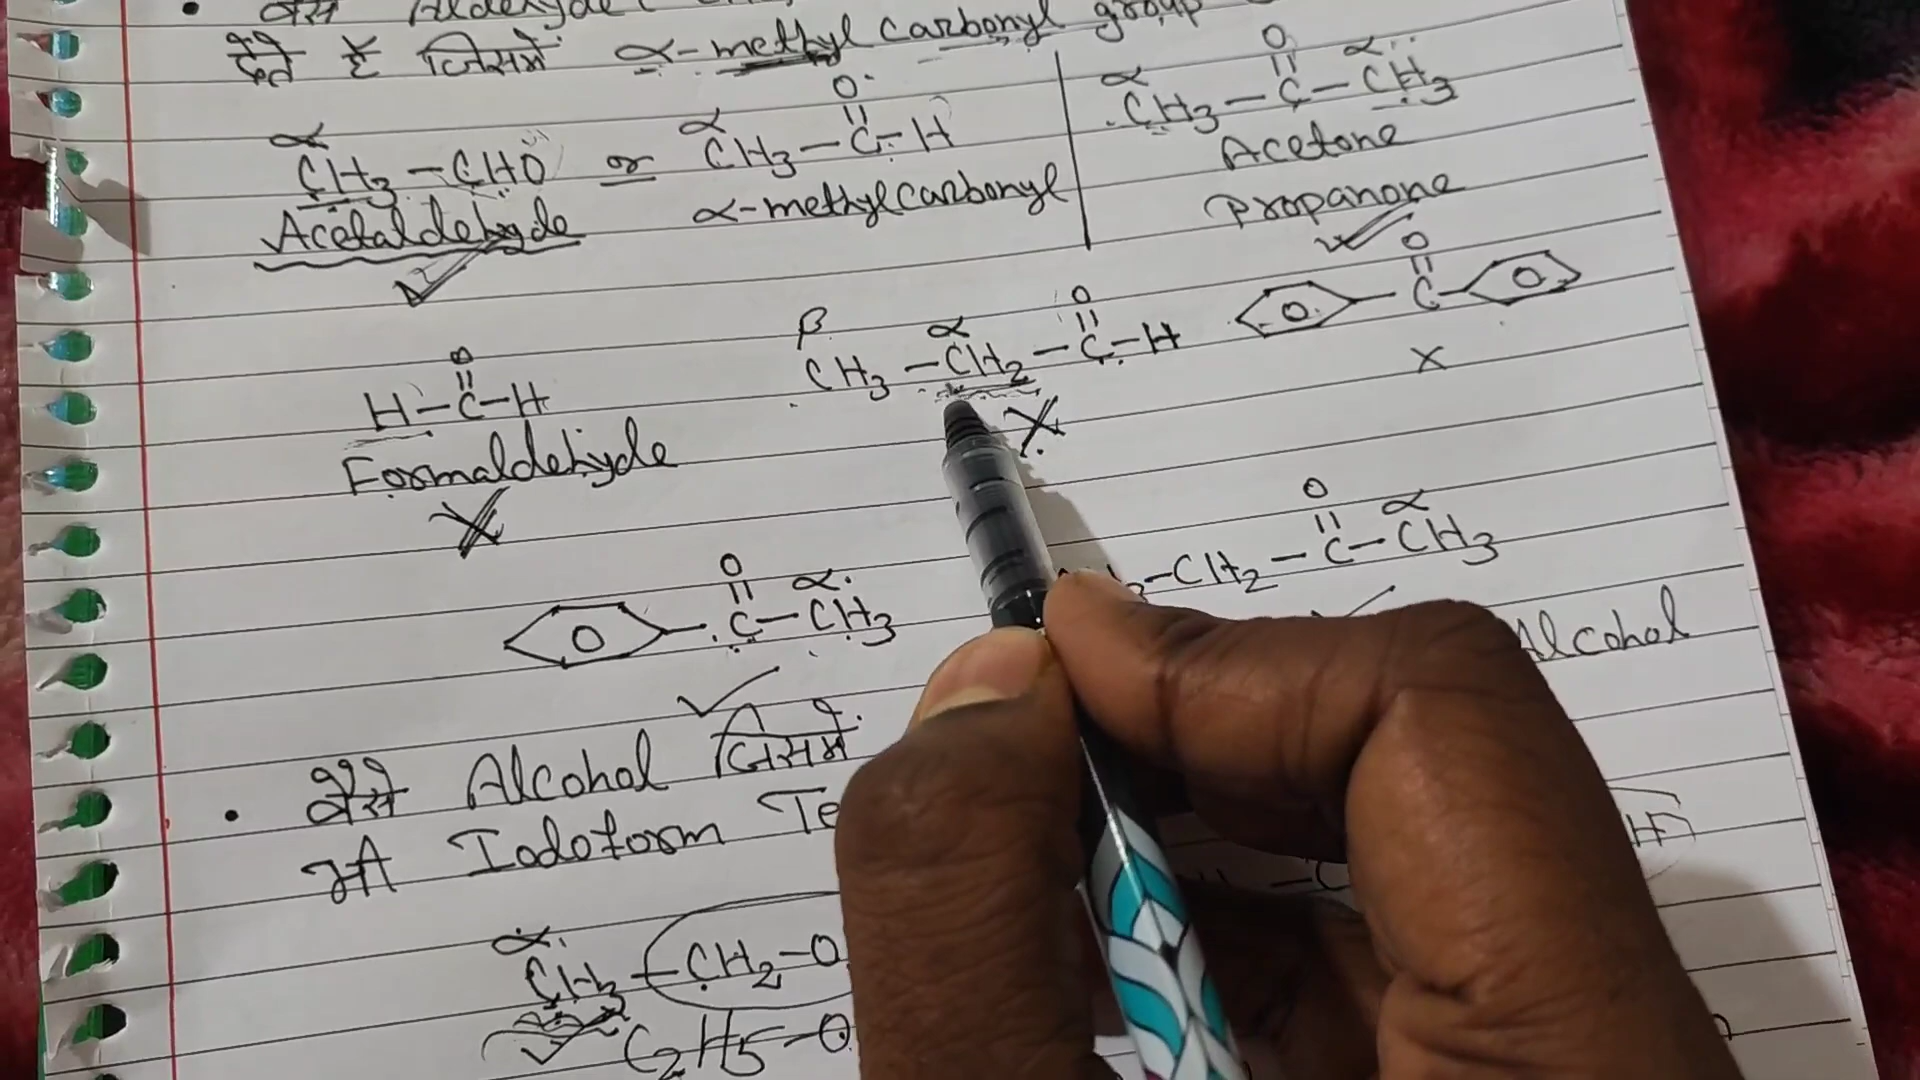 • वैसे Aldehyde
देते है जिसमे α-methyl carbonyl group
α
CH3 – CHO or
Acetaldehyde
α O
CH3 – C – H
α-methylcarbonyl
α O α
CH3 – C – CH3
Acetone
Propanone
O
H – C – H
Formaldehyde
β α O
CH3 – CH2 – C – H
O
C
X
O α
C – CH3
O α
– CH2 – C – CH3
Alcohol
• वैसे Alcohol जिसमे
भी Iodoform Te
α
CH3 – CH2 – O
C2H5 – O